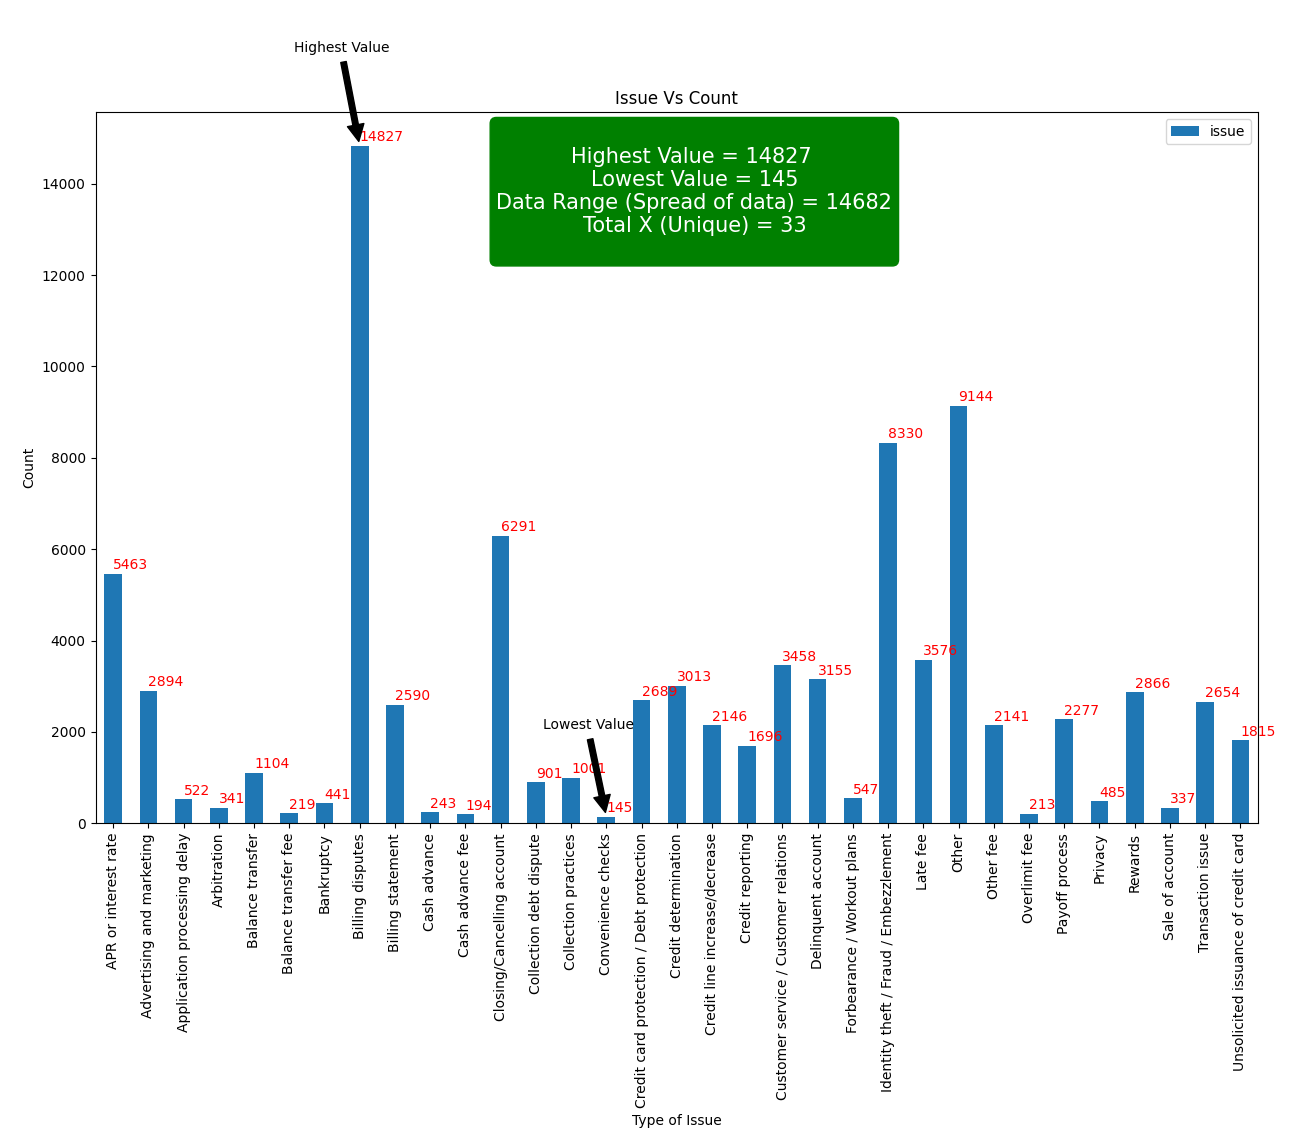 Highest Value
Issue Vs Count
issue
Highest Value = 14827
Lowest Value = 145
Data Range (Spread of data) = 14682
Total X (Unique) = 33
Lowest Value
Count
14000
12000
10000
8000
6000
4000
2000
0
5463
2894
522
341
1104
219
441
14827
2590
243
194
6291
901
1001
145
2689
3013
2146
1696
3458
3155
547
8330
3576
9144
2141
213
2277
485
2866
337
2654
1815
APR or interest rate
Advertising and marketing
Application processing delay
Arbitration
Balance transfer
Balance transfer fee
Bankruptcy
Billing disputes
Billing statement
Cash advance
Cash advance fee
Closing/Cancelling account
Collection debt dispute
Collection practices
Convenience checks
Credit card protection / Debt protection
Credit determination
Credit line increase/decrease
Credit reporting
Customer service / Customer relations
Delinquent account
Forbearance / Workout plans
Identity theft / Fraud / Embezzlement
Late fee
Other
Other fee
Overlimit fee
Payoff process
Privacy
Rewards
Sale of account
Transaction issue
Unsolicited issuance of credit card
Type of Issue